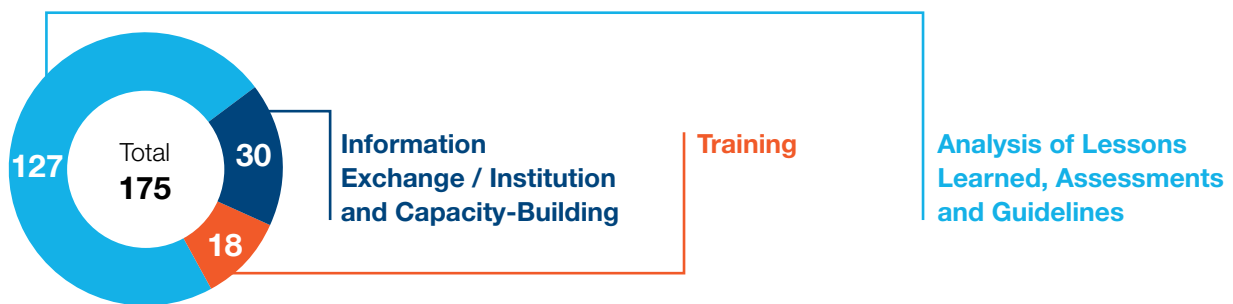 127
Total
175
30
18
Information
Exchange / Institution
and Capacity-Building
Training
Analysis of Lessons
Learned, Assessments
and Guidelines